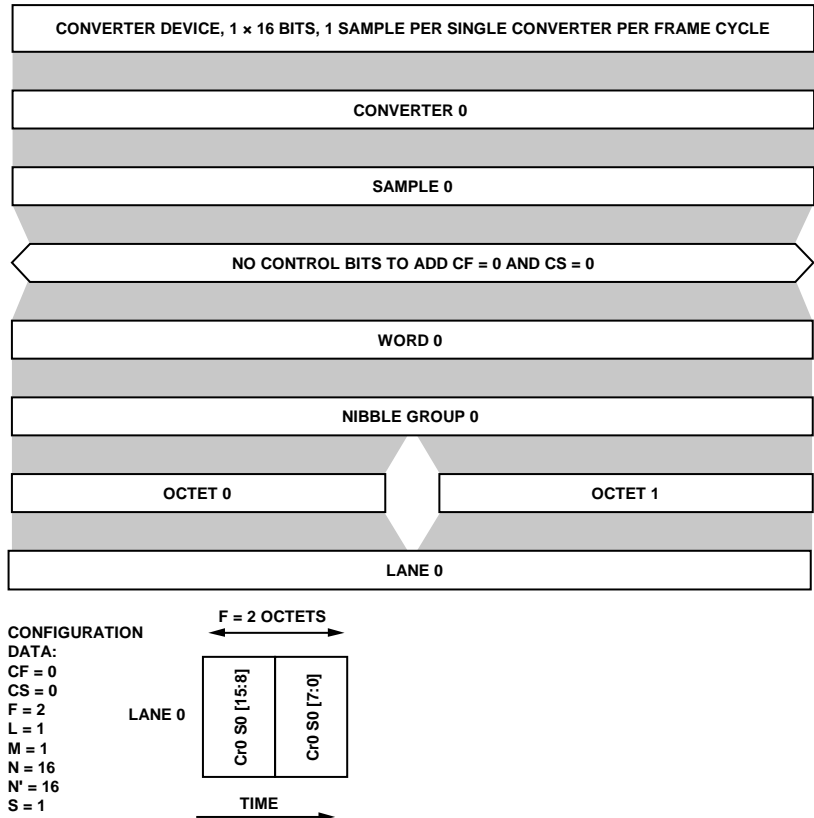 CONVERTER DEVICE, 1 × 16 BITS, 1 SAMPLE PER SINGLE CONVERTER PER FRAME CYCLE
CONVERTER 0
SAMPLE 0
NO CONTROL BITS TO ADD CF = 0 AND CS = 0
WORD 0
NIBBLE GROUP 0
OCTET 0
OCTET 1
LANE 0
CONFIGURATION
DATA:
CF = 0
CS = 0
F = 2
L = 1
M = 1
N = 16
N' = 16
S = 1
F = 2 OCTETS
LANE 0
Cr0 S0 [15:8]
Cr0 S0 [7:0]
TIME